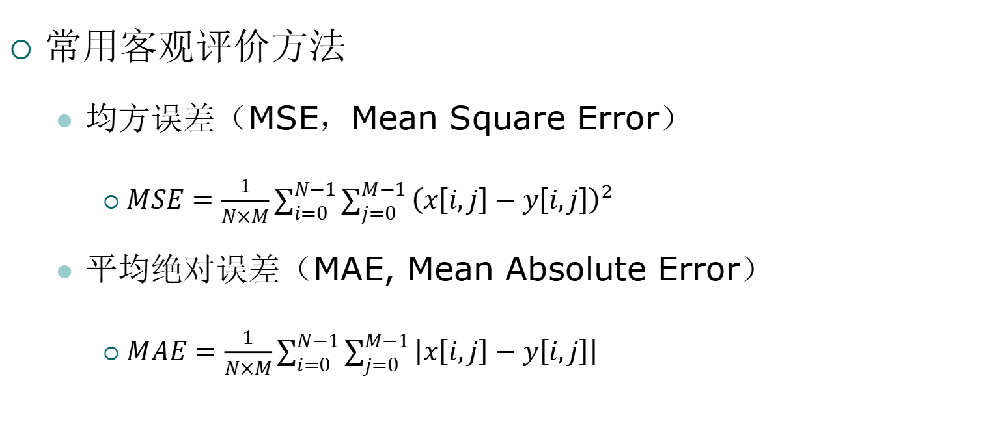 常用客观评价方法
均方误差（MSE，Mean Square Error）
MSE = \frac{1}{N×M} \sum_{i=0}^{N-1} \sum_{j=0}^{M-1} (x[i,j] − y[i,j])^2
平均绝对误差（MAE, Mean Absolute Error）
MAE = \frac{1}{N×M} \sum_{i=0}^{N-1} \sum_{j=0}^{M-1} |x[i,j] − y[i,j]|